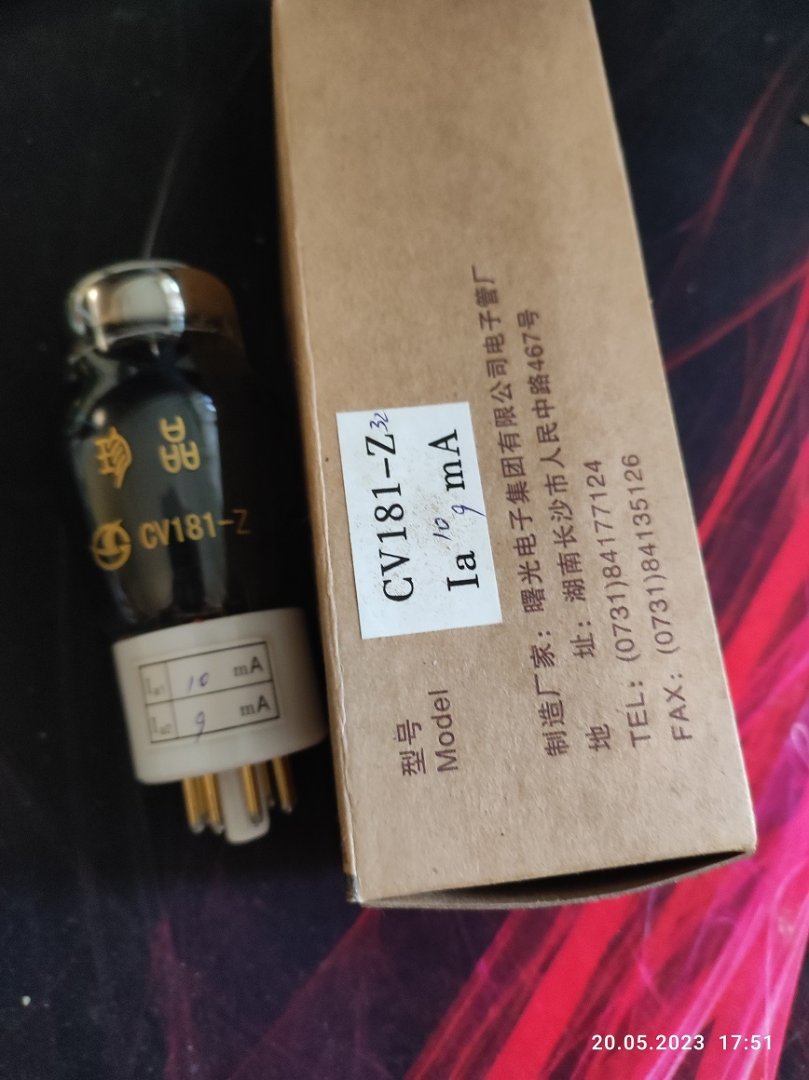 珍品
CV181-Z
Ia1 10 mA
Ia2 9 mA
CV181-Z 32
Ia 10 9 mA
型号
Model
制造厂家：曙光电子集团有限公司电子管厂
地 址：湖南长沙市人民中路467号
TEL：(0731)84177124
FAX：(0731)84135126
20.05.2023 17:51